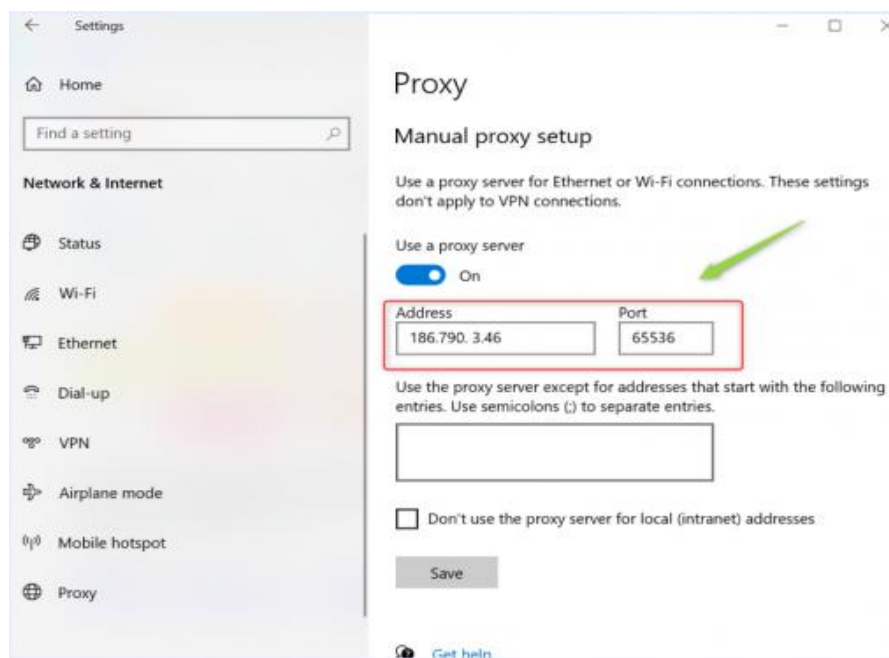 Settings
Home
Find a setting
Network & Internet
Status
Wi-Fi
Ethernet
Dial-up
VPN
Airplane mode
Mobile hotspot
Proxy
Proxy
Manual proxy setup
Use a proxy server for Ethernet or Wi-Fi connections. These settings
don't apply to VPN connections.
Use a proxy server
On
Address Port
186.790. 3.46 65536
Use the proxy server except for addresses that start with the following
entries. Use semicolons (;) to separate entries.
Don't use the proxy server for local (intranet) addresses
Save
Get help